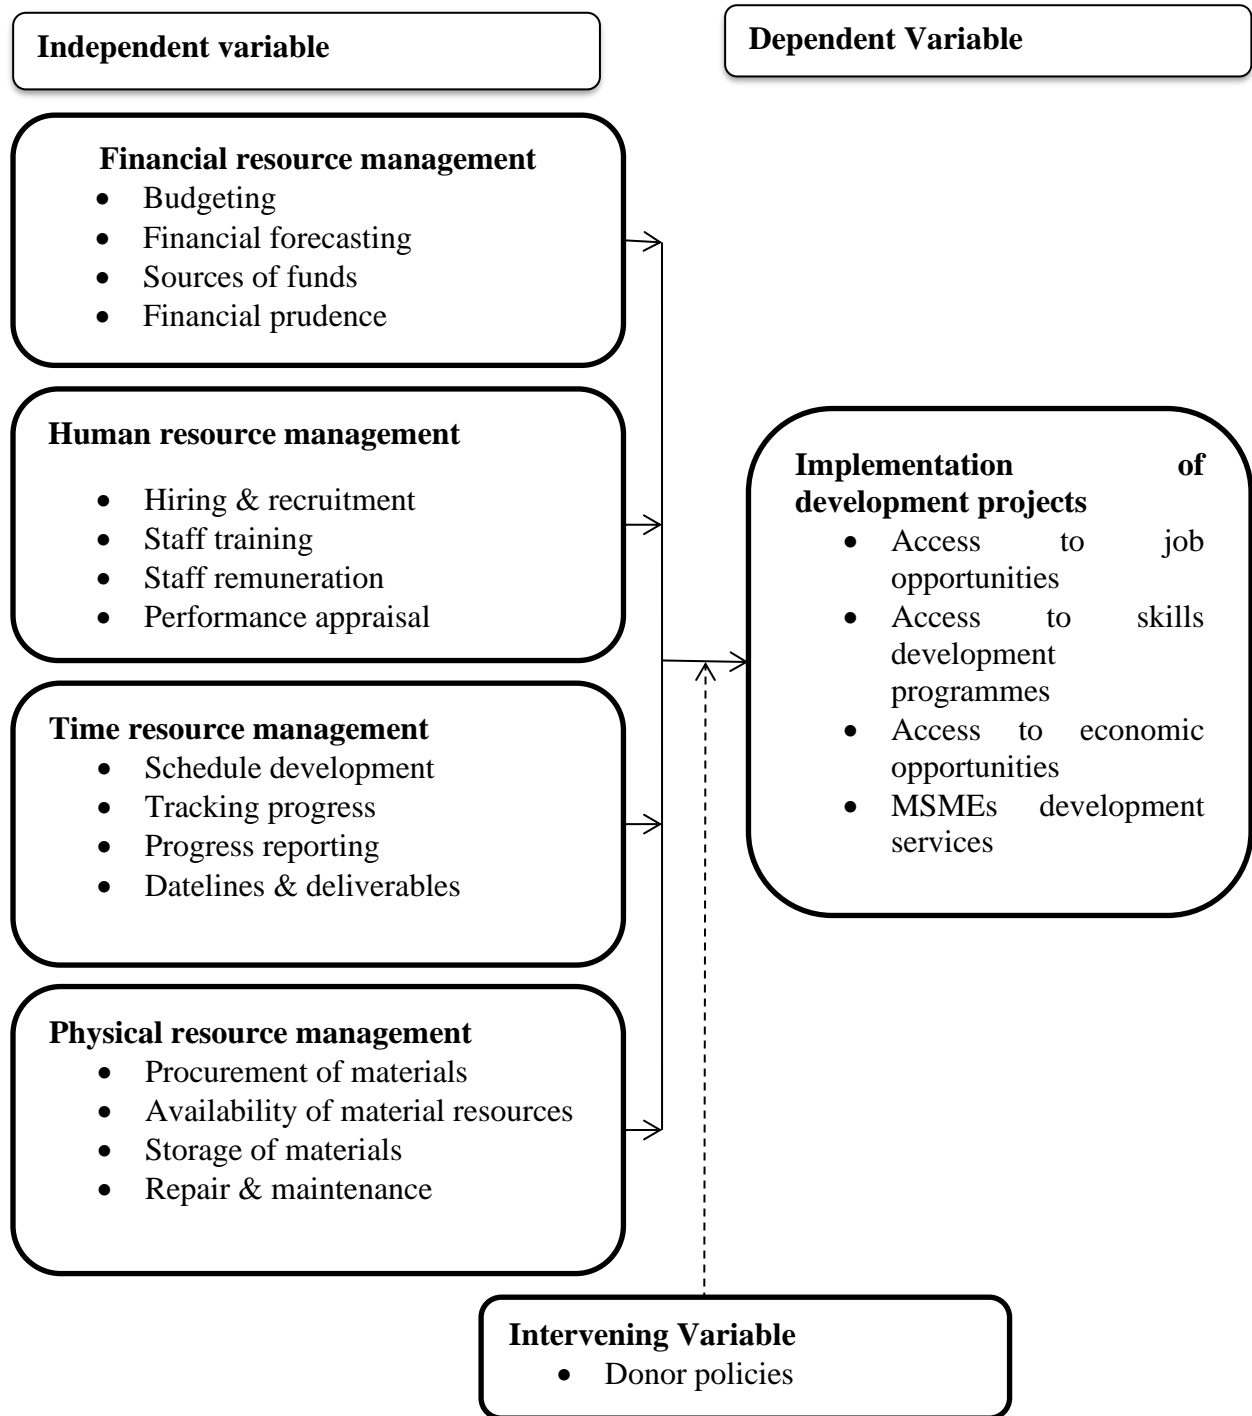 Independent variable
Dependent Variable
Financial resource management
• Budgeting
• Financial forecasting
• Sources of funds
• Financial prudence
Human resource management
• Hiring & recruitment
• Staff training
• Staff remuneration
• Performance appraisal
Time resource management
• Schedule development
• Tracking progress
• Progress reporting
• Datelines & deliverables
Physical resource management
• Procurement of materials
• Availability of material resources
• Storage of materials
• Repair & maintenance
Implementation of
development projects
• Access to job
opportunities
• Access to skills
development
programmes
• Access to economic
opportunities
• MSMEs development
services
Intervening Variable
• Donor policies